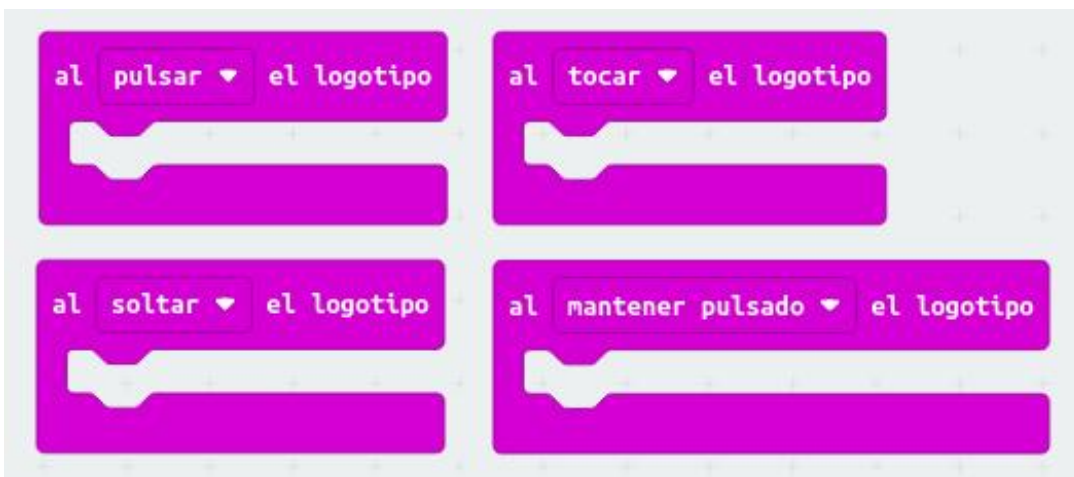 al pulsar el logotipo
al tocar el logotipo
al soltar el logotipo
al mantener pulsado el logotipo